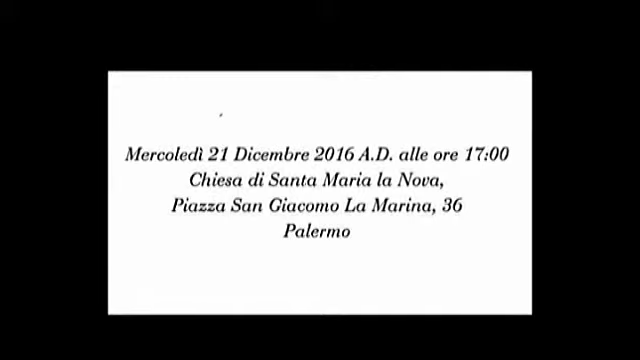 Mercoledì 21 Dicembre 2016 A.D. alle ore 17:00
Chiesa di Santa Maria la Nova,
Piazza San Giacomo La Marina, 36
Palermo